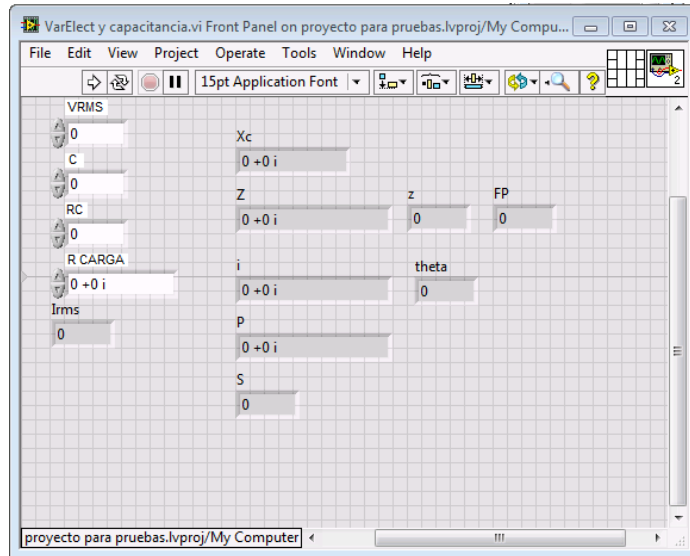 VarElect y capacitancia.vi Front Panel on proyecto para pruebas.lvproj/My Compu...
File Edit View Project Operate Tools Window Help
15pt Application Font
2
VRMS
0
C
0
RC
0
R CARGA
0 +0 i
Irms
0
Xc
0 +0 i
Z
0 +0 i
z
0
FP
0
i
0 +0 i
theta
0
P
0 +0 i
S
0
proyecto para pruebas.lvproj/My Computer